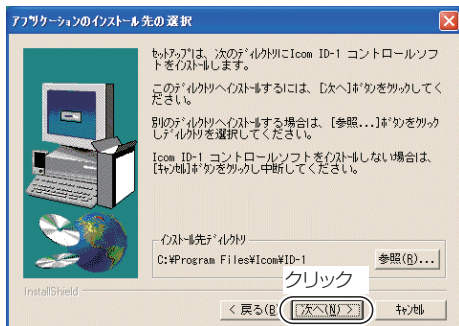 アプリケーションのインストール先の選択
セットアップは、次のディレクトリにIcom ID-1 コントロールソフ
トをインストールします。
このディレクトリへインストールするには、[次へ]ボタンをクリックしてく
ださい。
別のディレクトリへインストールする場合は、[参照...]ボタンをクリック
しディレクトリを選択してください。
Icom ID-1 コントロールソフトをインストールしない場合は、
[キャンセル]ボタンをクリックし中断してください。
インストール先ディレクトリ
C:¥Program Files¥Icom¥ID-1
参照(R)...
クリック
InstallShield
< 戻る(B)
次へ(N) >
キャンセル